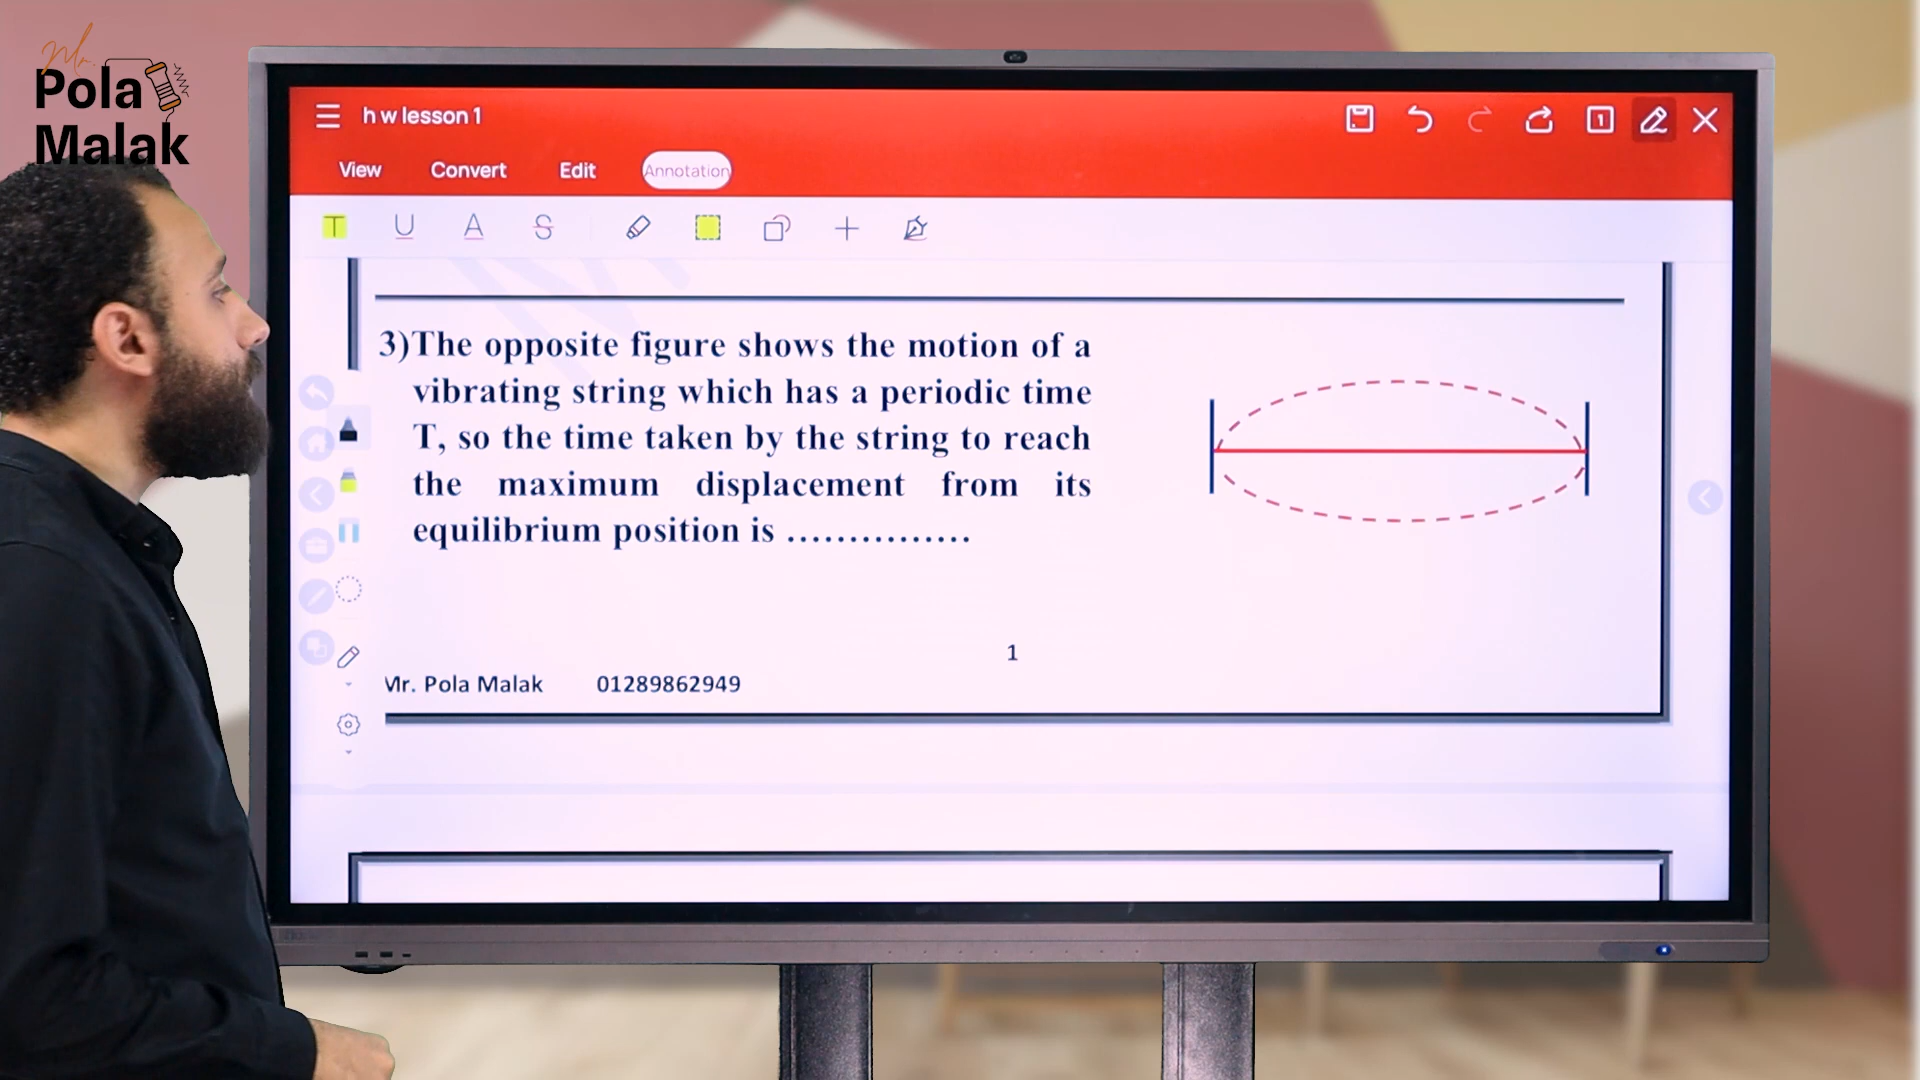 Mr.
Pola
Malak
h w lesson 1
1
View Convert Edit Annotation
T U A S
3)The opposite figure shows the motion of a
vibrating string which has a periodic time
T, so the time taken by the string to reach
the maximum displacement from its
equilibrium position is ...............
1
Mr. Pola Malak 01289862949